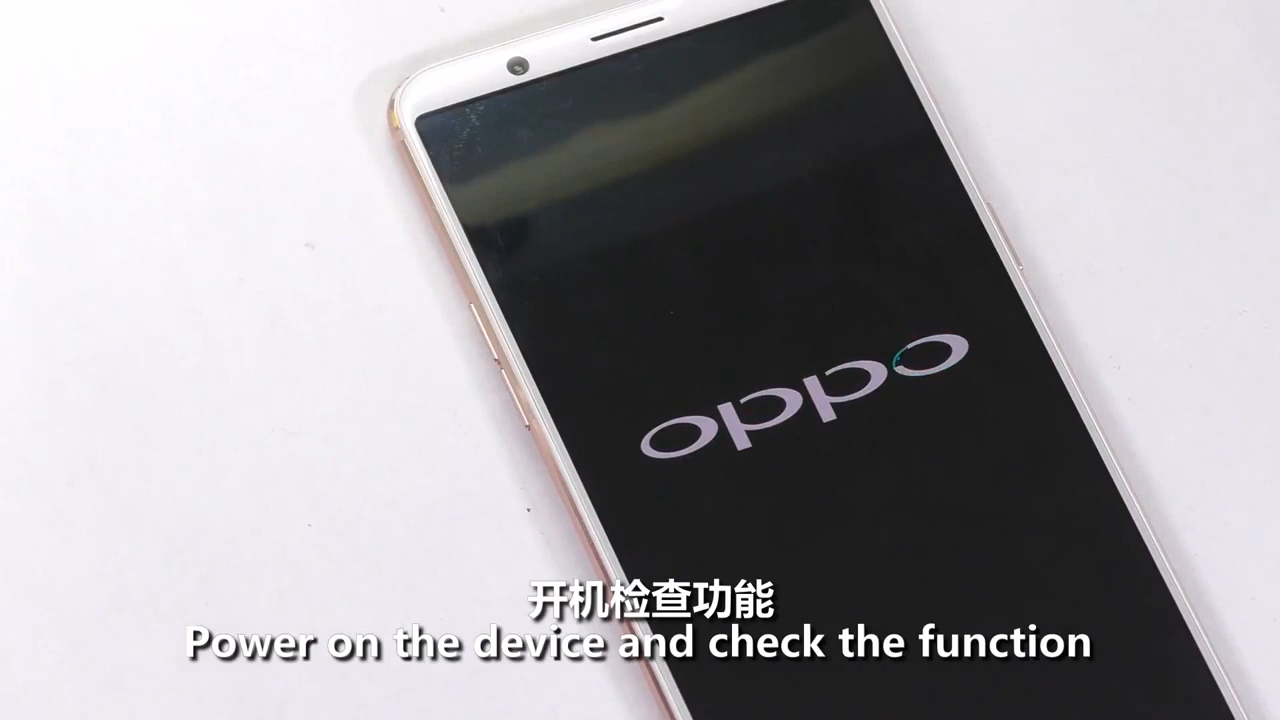 oppo
开机检查功能
Power on the device and check the function